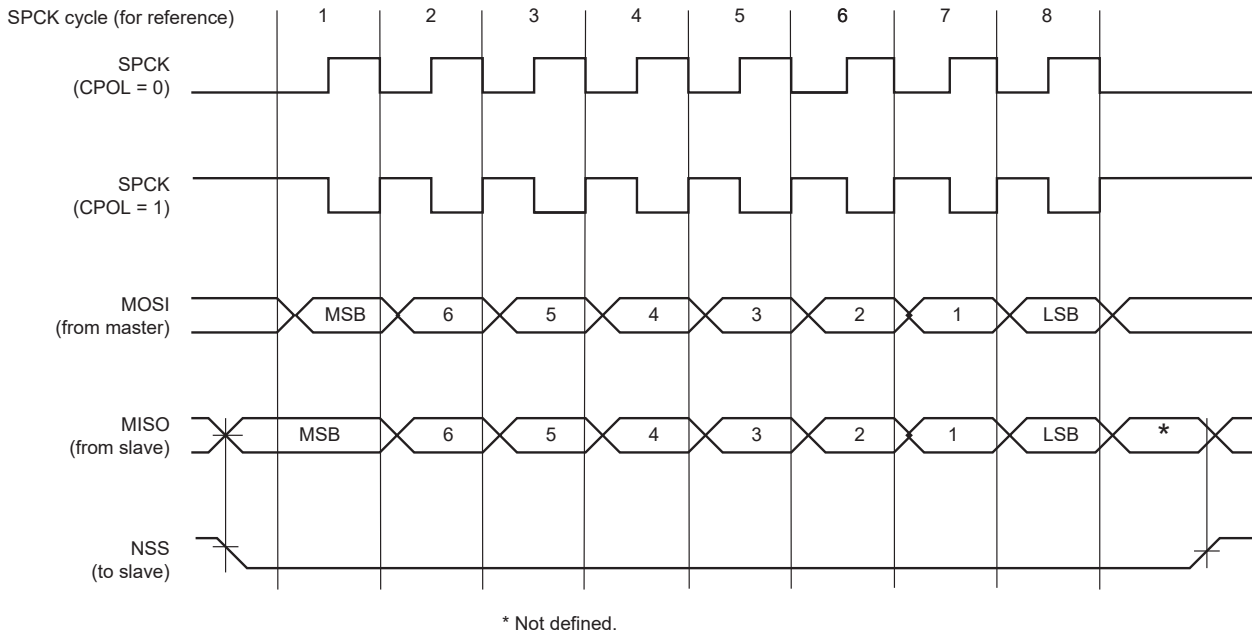 SPCK cycle (for reference) 1 2 3 4 5 6 7 8
SPCK
(CPOL = 0)
SPCK
(CPOL = 1)
MOSI
(from master)
MSB 6 5 4 3 2 1 LSB
MISO
(from slave)
MSB 6 5 4 3 2 1 LSB *
NSS
(to slave)
* Not defined.